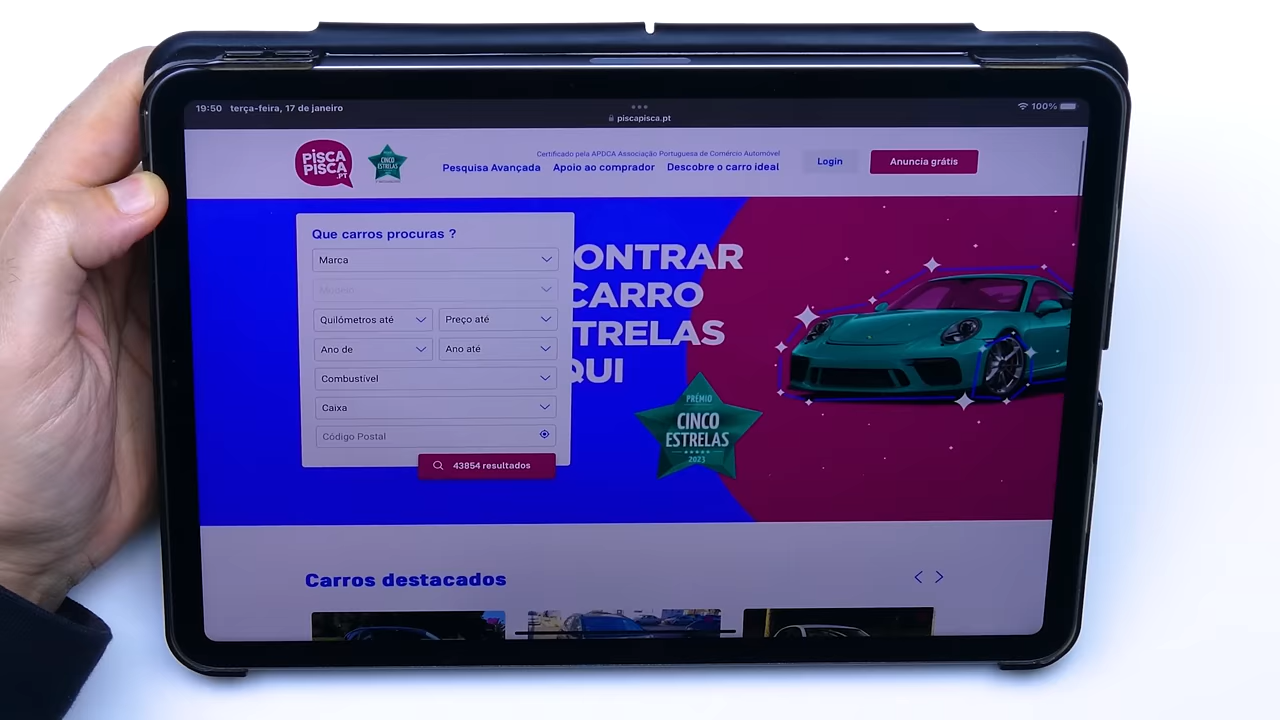 19:50 terça-feira, 17 de janeiro
100%
piscapisca.pt
PiSCA
PiSCA
.PT
CINCO
ESTRELAS
Certificado pela APDCA Associação Portuguesa de Comércio Automóvel
Pesquisa Avançada Apoio ao comprador Descobre o carro ideal
Login
Anuncia grátis
Que carros procuras ?
Marca
Modelo
Quilómetros até
Preço até
Ano de
Ano até
Combustível
Caixa
Código Postal
43854 resultados
ONTRAR
CARRO
TRELAS
QUI
PRÉMIO
CINCO
ESTRELAS
2023
Carros destacados